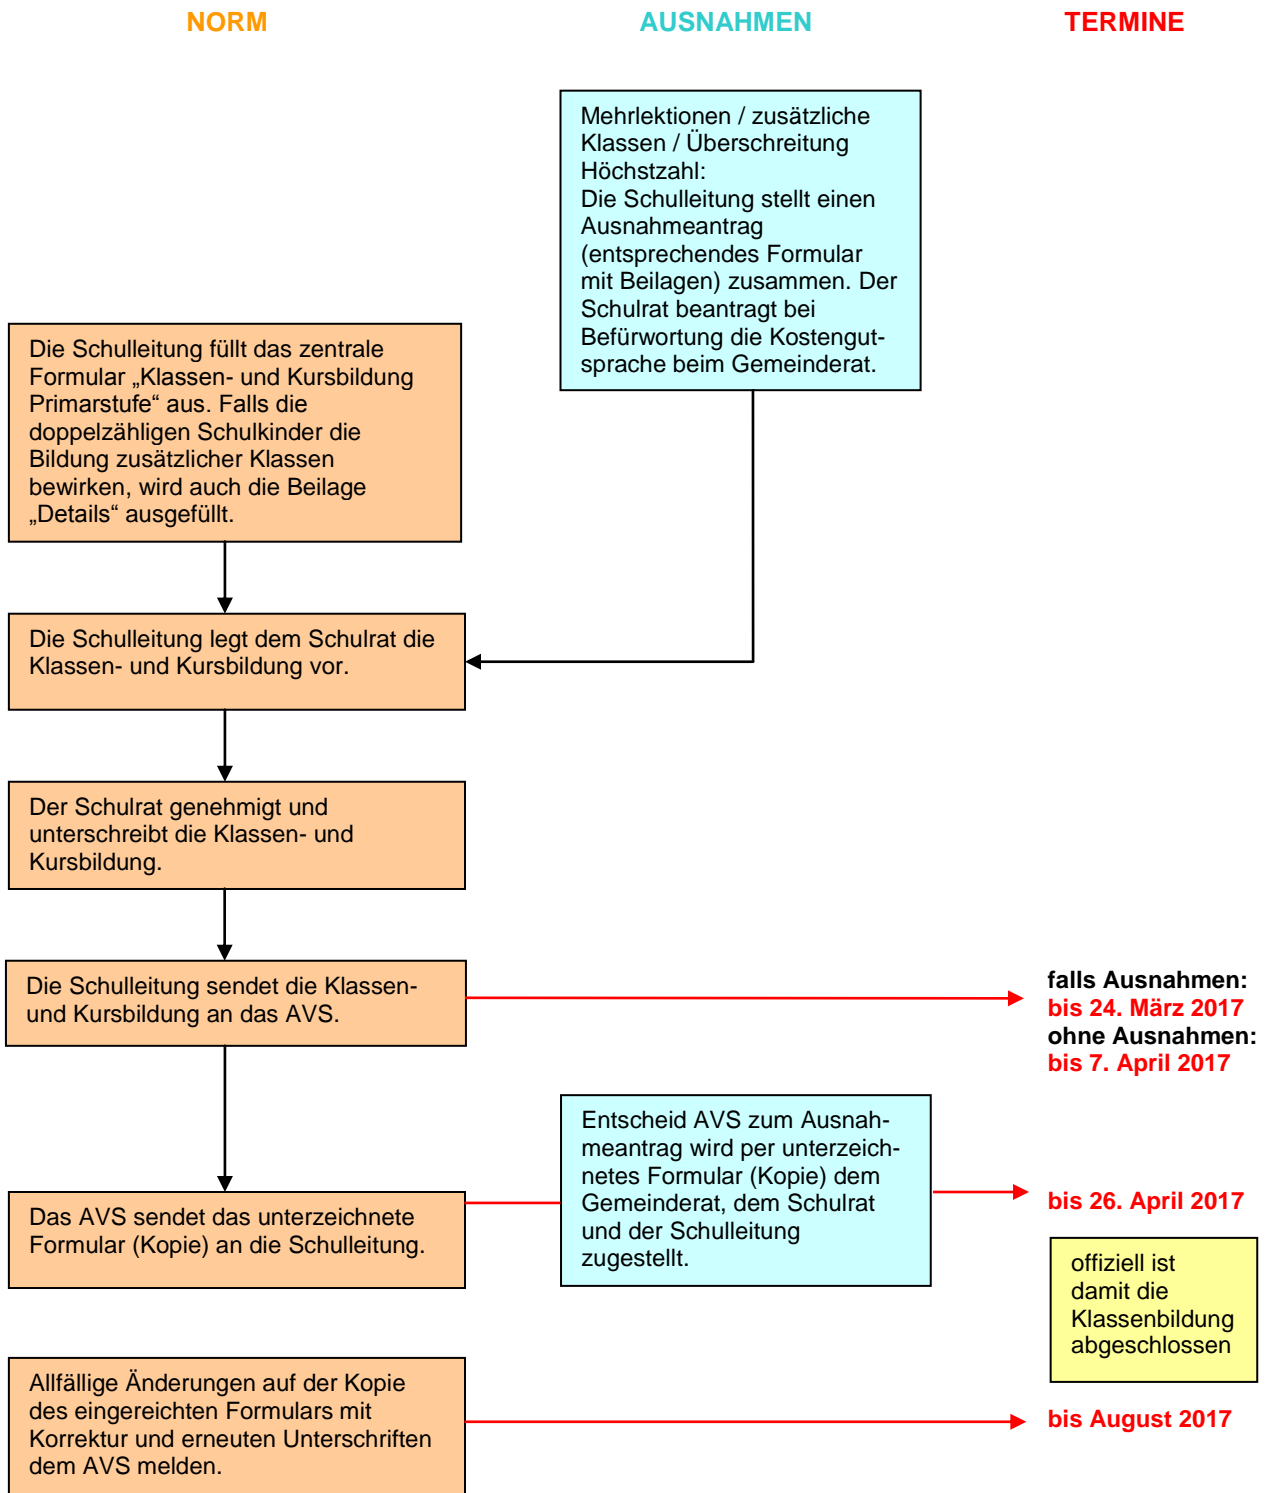 NORM
AUSNAHMEN
TERMINE
Mehrlektionen / zusätzliche
Klassen / Überschreitung
Höchstzahl:
Die Schulleitung stellt einen
Ausnahmeantrag
(entsprechendes Formular
mit Beilagen) zusammen. Der
Schulrat beantragt bei
Befürwortung die Kostengut-
sprache beim Gemeinderat.
Die Schulleitung füllt das zentrale
Formular „Klassen- und Kursbildung
Primarstufe“ aus. Falls die
doppelzähligen Schulkinder die
Bildung zusätzlicher Klassen
bewirken, wird auch die Beilage
„Details“ ausgefüllt.
Die Schulleitung legt dem Schulrat die
Klassen- und Kursbildung vor.
Der Schulrat genehmigt und
unterschreibt die Klassen- und
Kursbildung.
Die Schulleitung sendet die Klassen-
und Kursbildung an das AVS.
falls Ausnahmen:
bis 24. März 2017
ohne Ausnahmen:
bis 7. April 2017
Entscheid AVS zum Ausnah-
meantrag wird per unterzeich-
netes Formular (Kopie) dem
Gemeinderat, dem Schulrat
und der Schulleitung
zugestellt.
Das AVS sendet das unterzeichnete
Formular (Kopie) an die Schulleitung.
bis 26. April 2017
offiziell ist
damit die
Klassenbildung
abgeschlossen
Allfällige Änderungen auf der Kopie
des eingereichten Formulars mit
Korrektur und erneuten Unterschriften
dem AVS melden.
bis August 2017